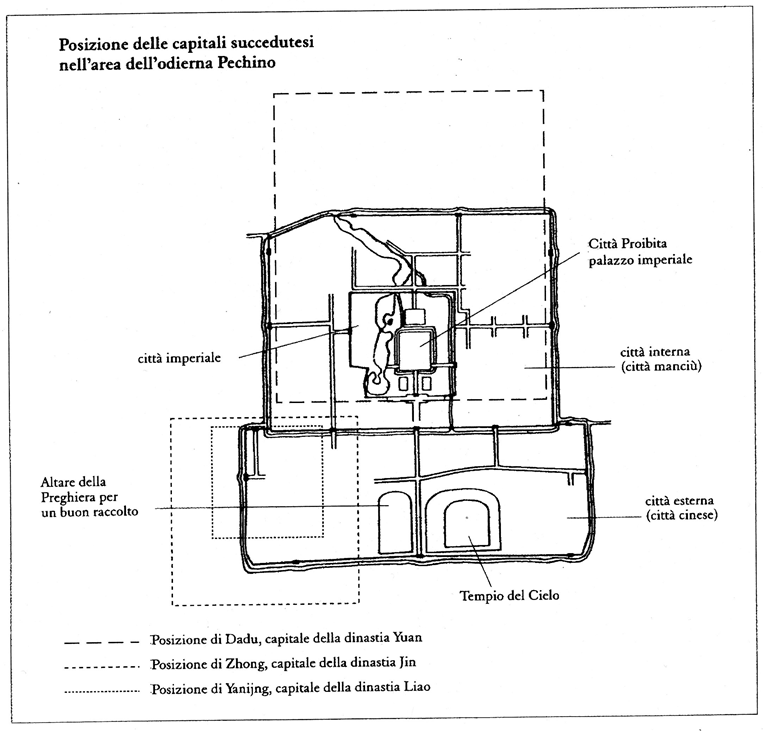 Posizione delle capitali succedutesi
nell'area dell'odierna Pechino
Città Proibita
palazzo imperiale
città imperiale
città interna
(città manciù)
Altare della
Preghiera per
un buon raccolto
città esterna
(città cinese)
Tempio del Cielo
Posizione di Dadu, capitale della dinastia Yuan
Posizione di Zhong, capitale della dinastia Jin
Posizione di Yanijng, capitale della dinastia Liao